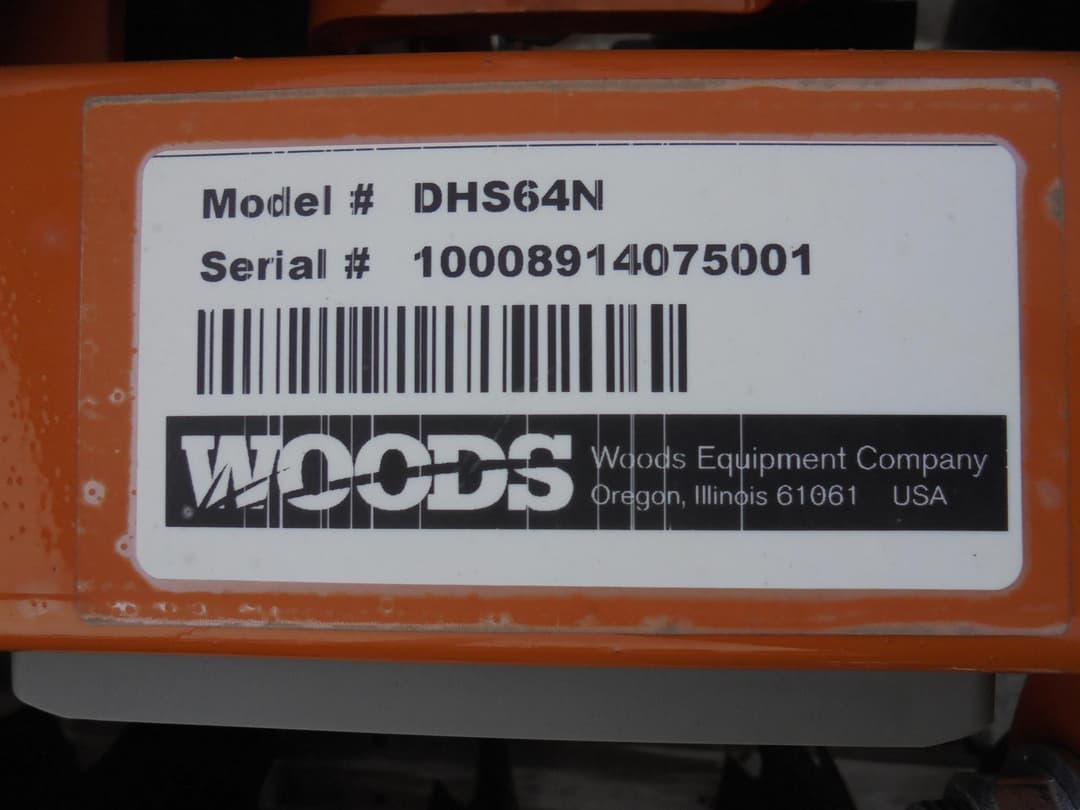 Model # DHS64N
Serial # 10008914075001
WOODS
Woods Equipment Company
Oregon, Illinois 61061 USA